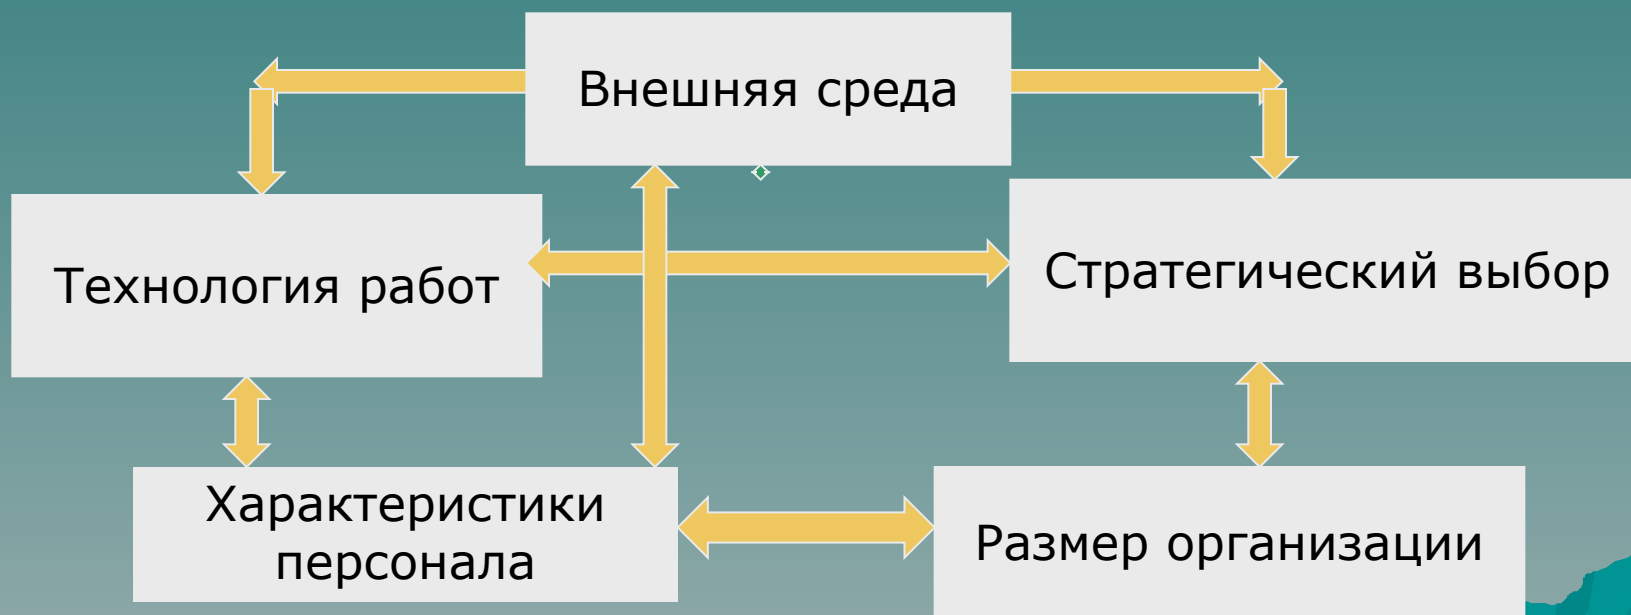 Внешняя среда
Технология работ
Стратегический выбор
Характеристики
персонала
Размер организации